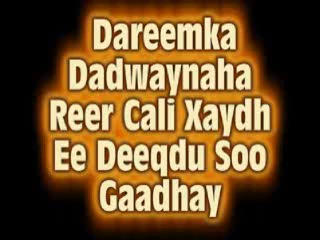 Dareemka
Dadwaynaha
Reer Cali Xaydh
Ee Deeqdu Soo
Gaadhay